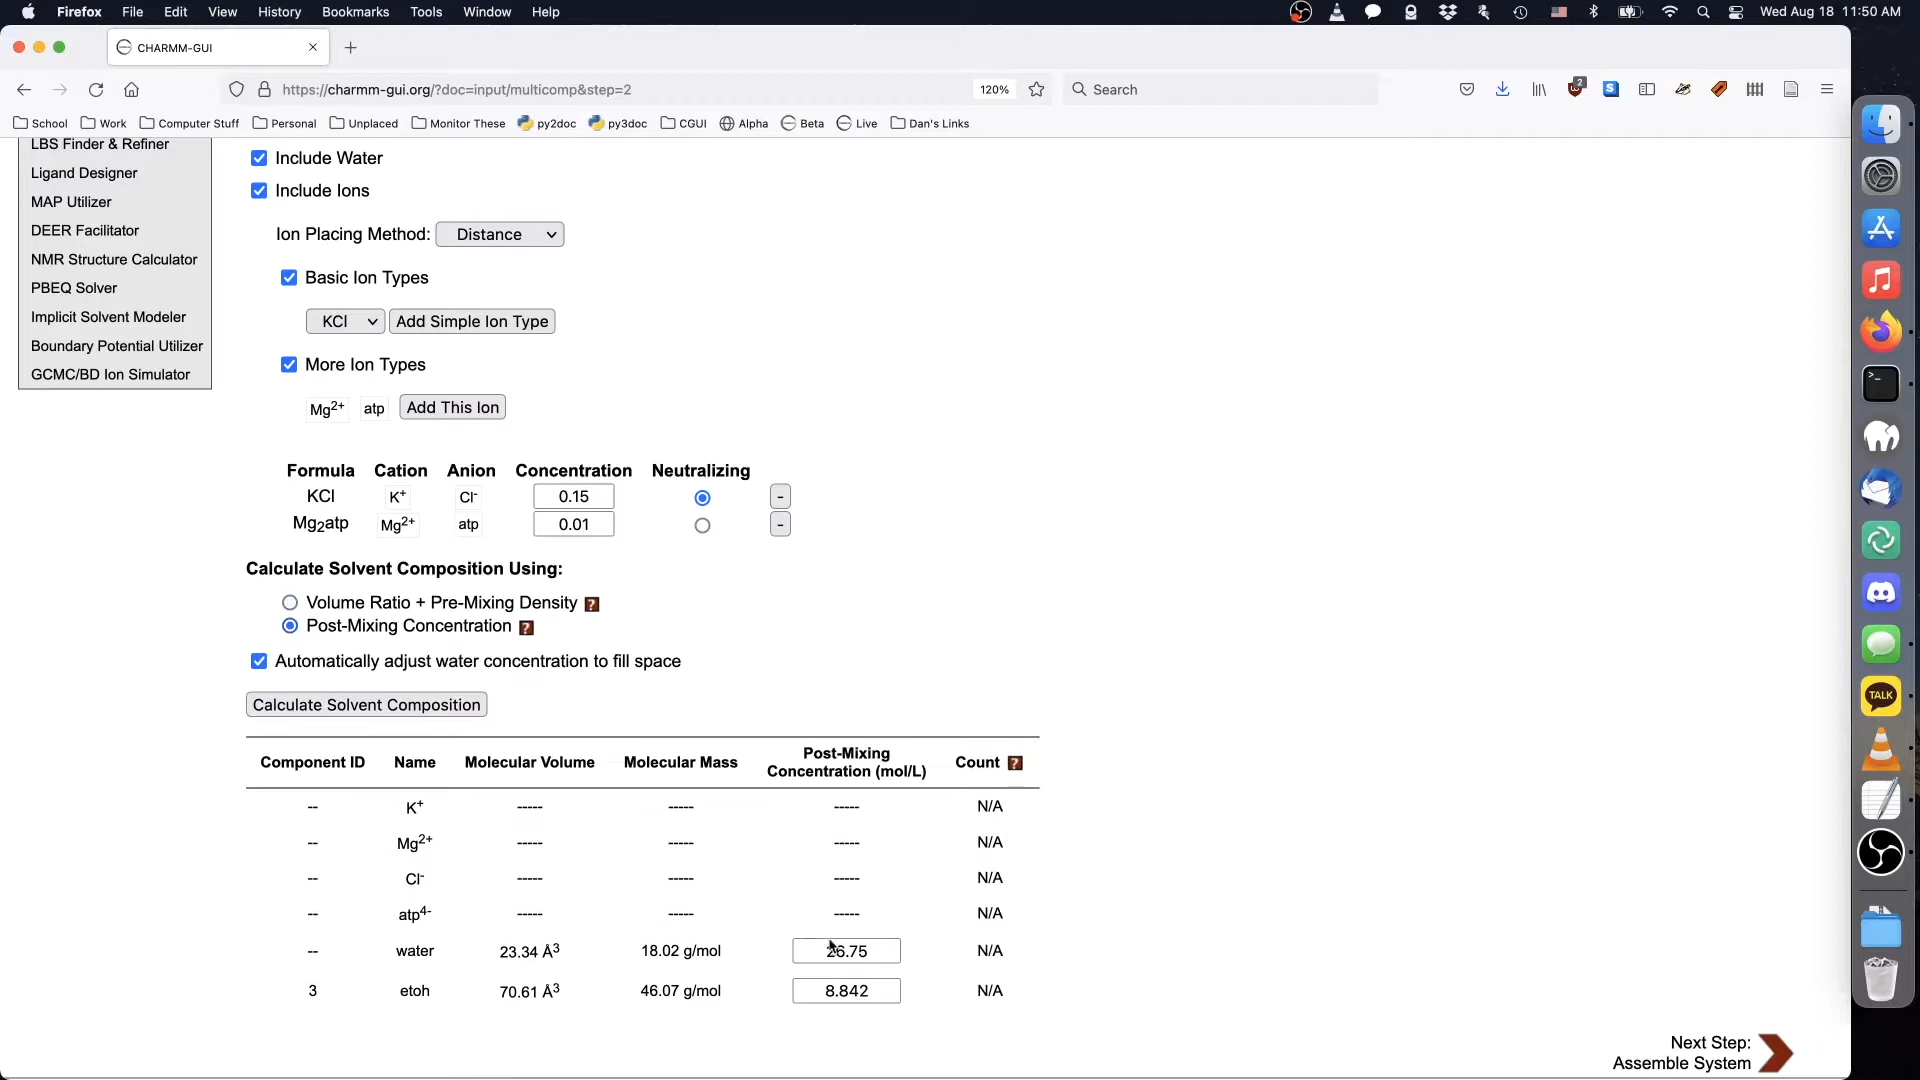 Firefox File Edit View History Bookmarks Tools Window Help Wed Aug 18 11:50 AM
CHARMM-GUI
https://charmm-gui.org/?doc=input/multicomp&step=2 120% Search 2
School Work Computer Stuff Personal Unplaced Monitor These py2doc py3doc CGUI Alpha Beta Live Dan's Links
LBS Finder & Refiner
Ligand Designer
MAP Utilizer
DEER Facilitator
NMR Structure Calculator
PBEQ Solver
Implicit Solvent Modeler
Boundary Potential Utilizer
GCMC/BD Ion Simulator
Include Water
Include Ions
Ion Placing Method: Distance
Basic Ion Types
KCl Add Simple Ion Type
More Ion Types
Mg2+ atp Add This Ion
Formula Cation Anion Concentration Neutralizing
KCl K+ Cl- 0.15 -
Mg2atp Mg2+ atp 0.01 -
Calculate Solvent Composition Using:
Volume Ratio + Pre-Mixing Density ?
Post-Mixing Concentration ?
Automatically adjust water concentration to fill space
Calculate Solvent Composition
Component ID Name Molecular Volume Molecular Mass Post-Mixing Concentration (mol/L) Count ?
-- K+ ----- ----- ----- N/A
-- Mg2+ ----- ----- ----- N/A
-- Cl- ----- ----- ----- N/A
-- atp4- ----- ----- ----- N/A
-- water 23.34 Å3 18.02 g/mol 26.75 N/A
3 etoh 70.61 Å3 46.07 g/mol 8.842 N/A
Next Step:
Assemble System
TALK